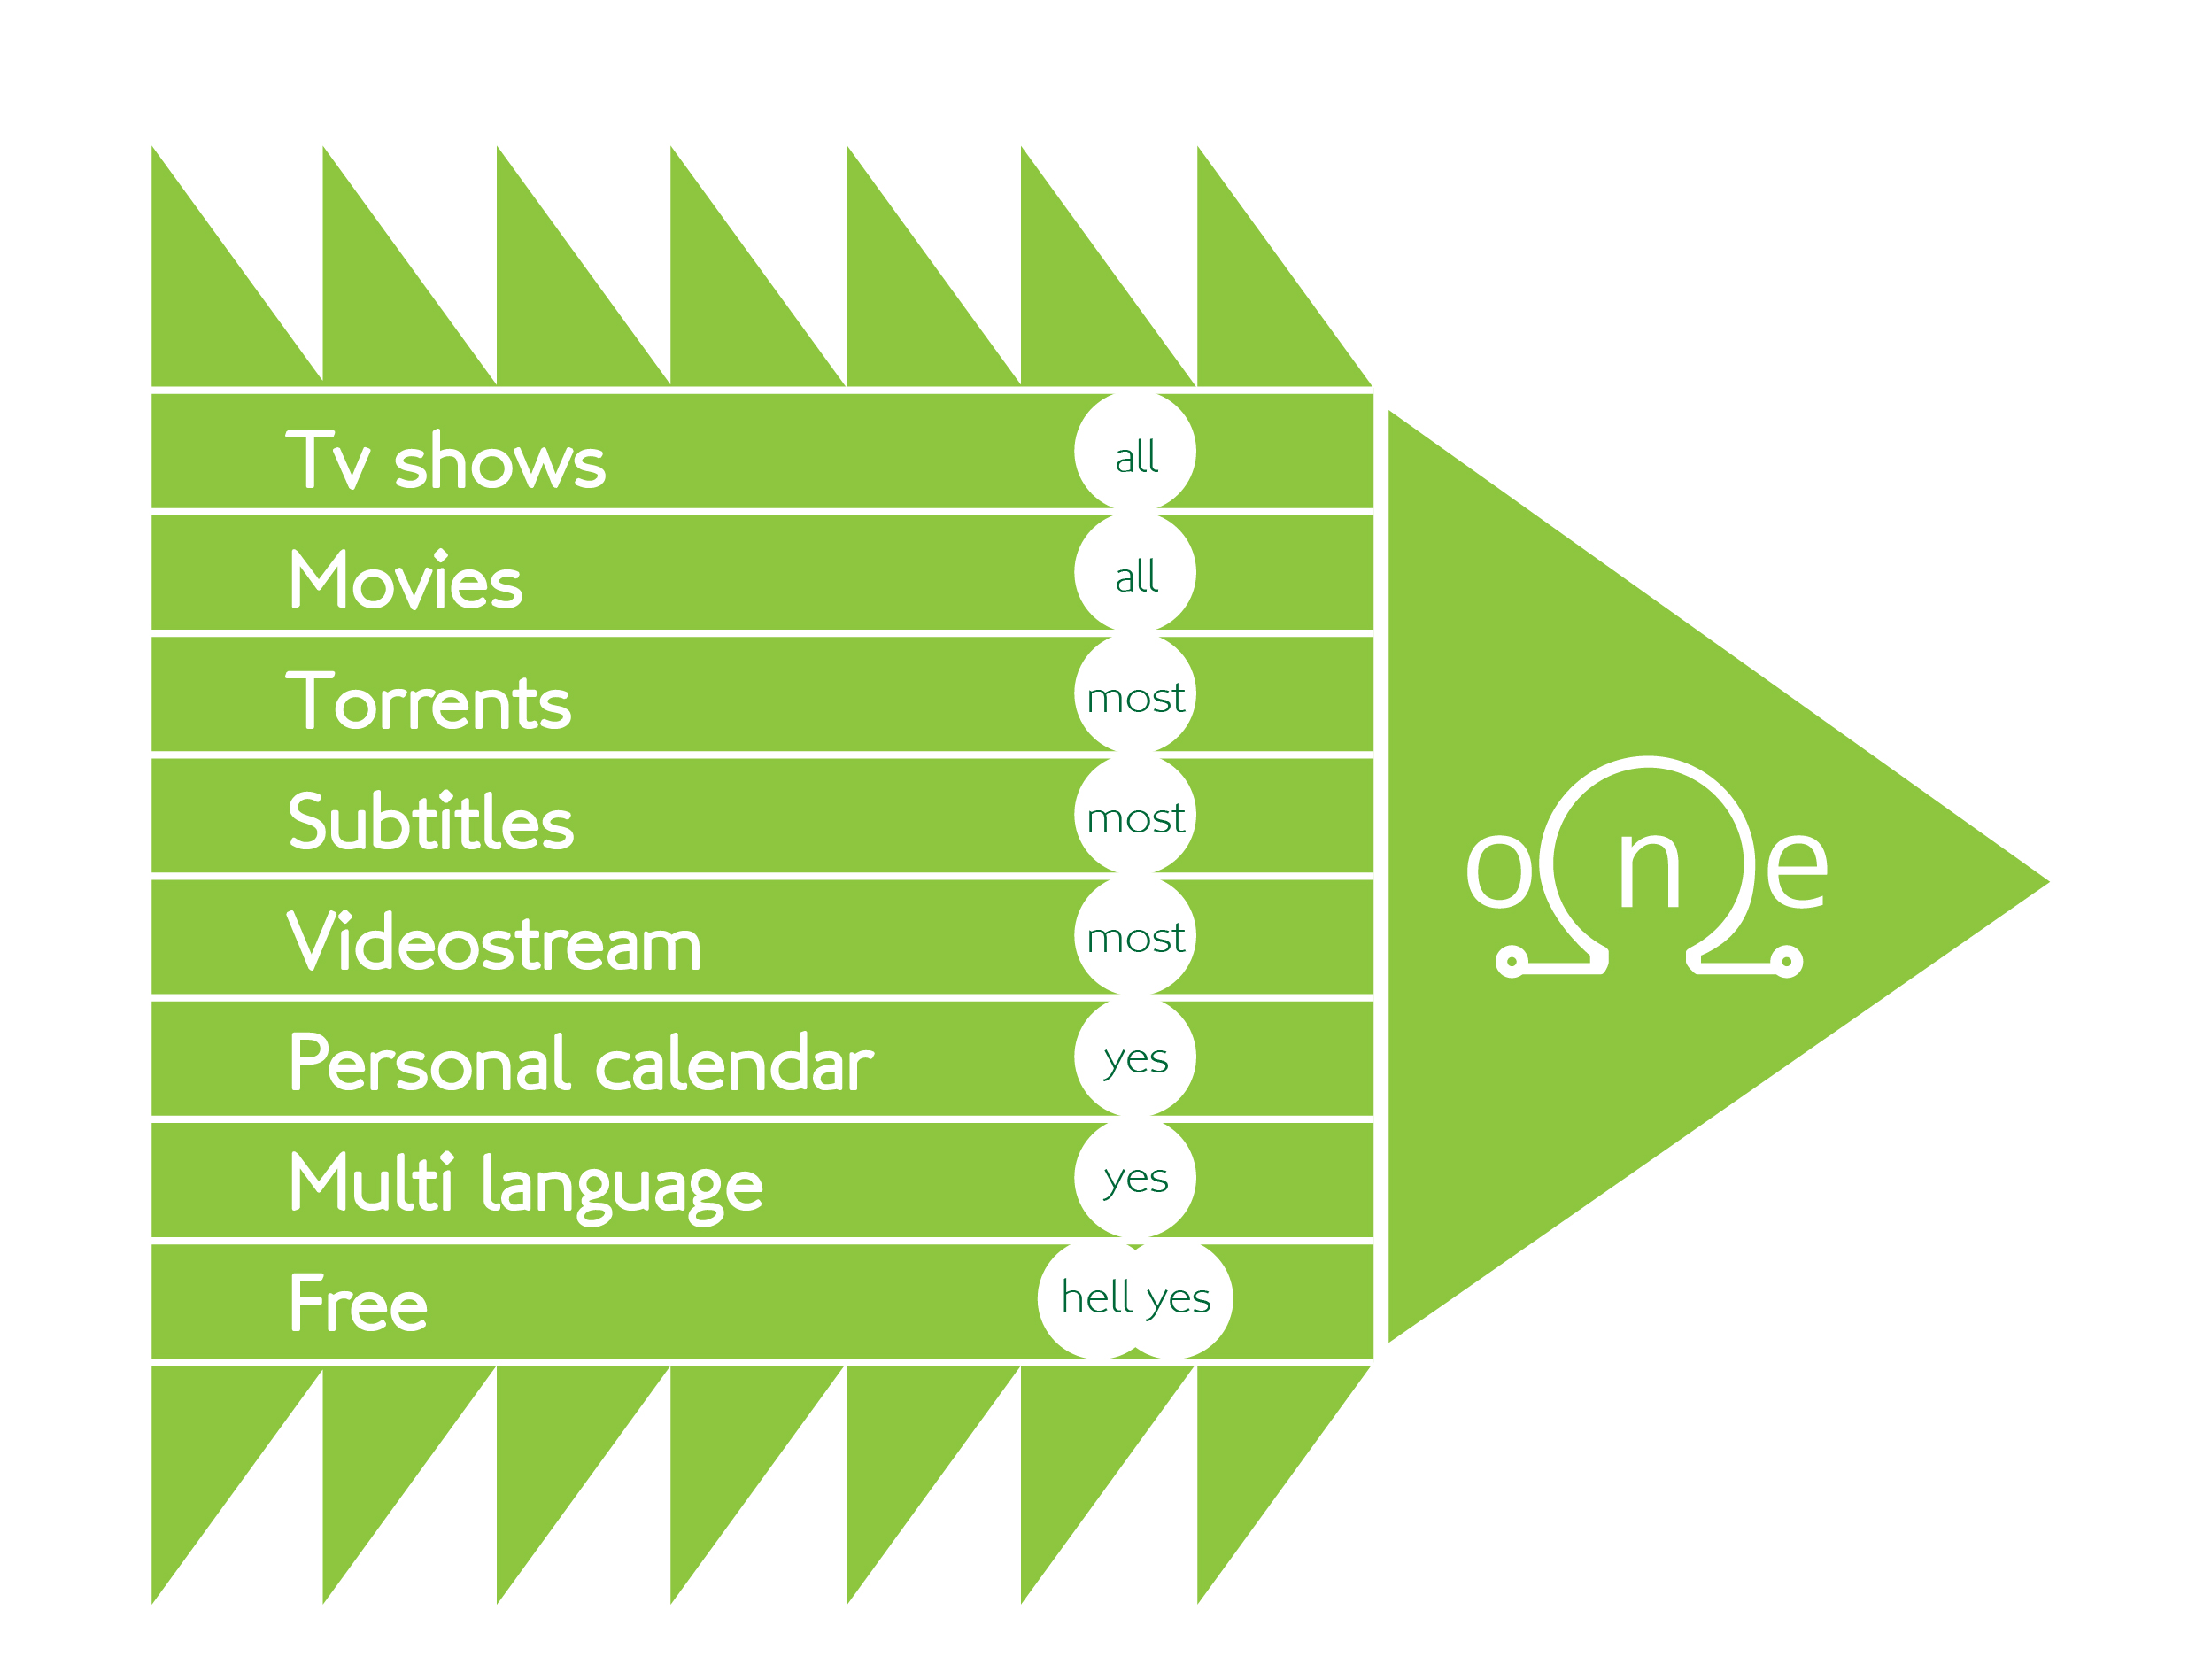 Tv shows all
Movies all
Torrents most
Subtitles most
Videostream most
Personal calendar yes
Multi language yes
Free hell yes
one